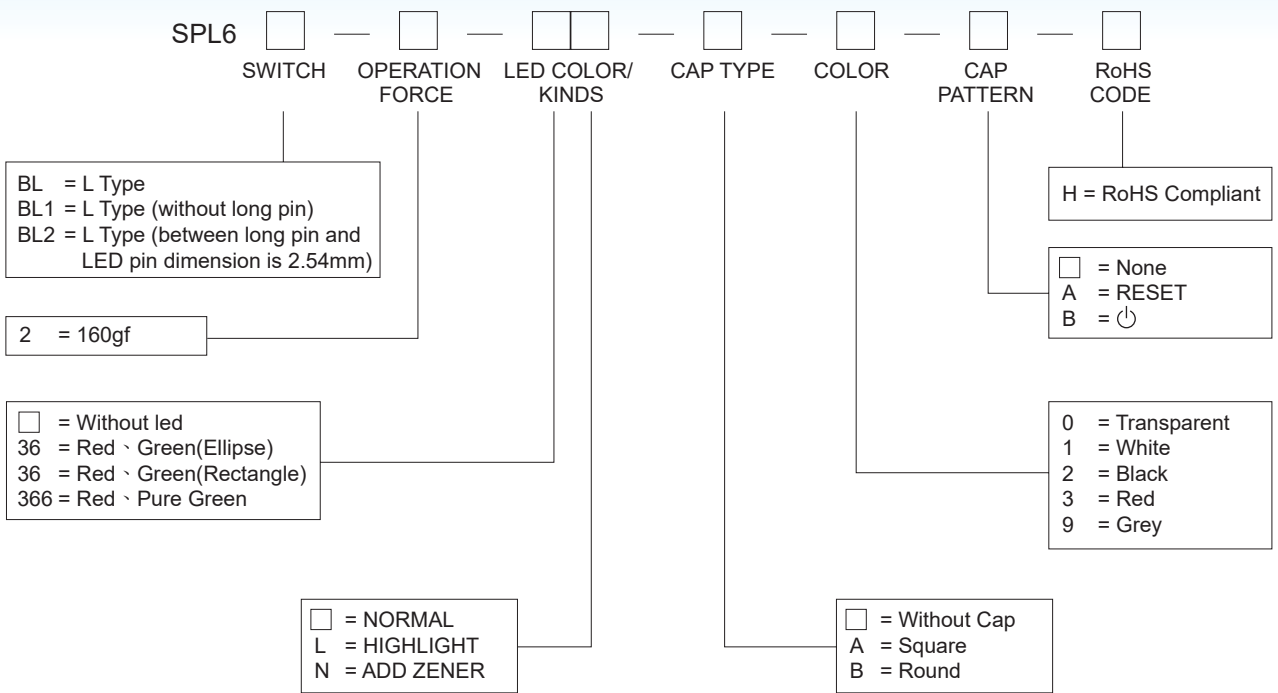 SPL6 □ — □ — □□ — □ — □ — □ — □
SWITCH
OPERATION
FORCE
LED COLOR/
KINDS
CAP TYPE
COLOR
CAP
PATTERN
RoHS
CODE
BL = L Type
BL1 = L Type (without long pin)
BL2 = L Type (between long pin and
LED pin dimension is 2.54mm)
2 = 160gf
□ = Without led
36 = Red、Green(Ellipse)
36 = Red、Green(Rectangle)
366 = Red、Pure Green
□ = NORMAL
L = HIGHLIGHT
N = ADD ZENER
□ = Without Cap
A = Square
B = Round
0 = Transparent
1 = White
2 = Black
3 = Red
9 = Grey
□ = None
A = RESET
B = ⏻
H = RoHS Compliant